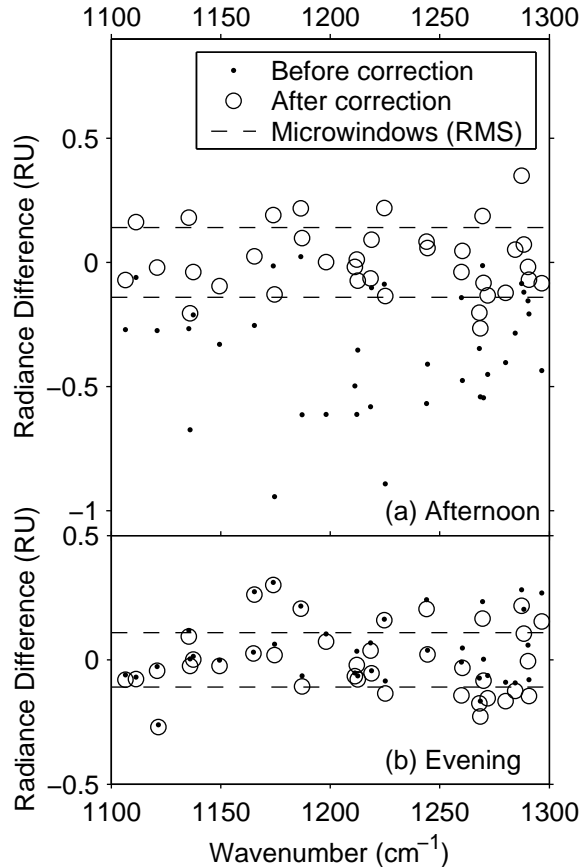 1100 1150 1200 1250 1300
Before correction
After correction
Microwindows (RMS)
0.5
0
−0.5
−1
Radiance Difference (RU)
(a) Afternoon
0.5
0
−0.5
Radiance Difference (RU)
(b) Evening
1100 1150 1200 1250 1300
Wavenumber (cm⁻¹)